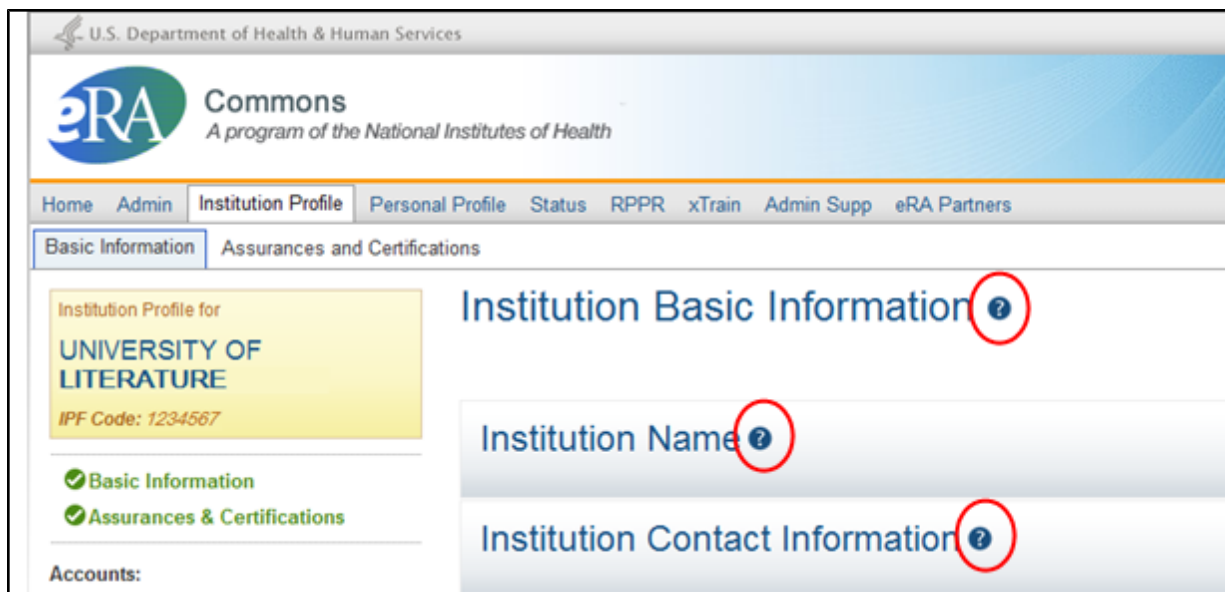 U.S. Department of Health & Human Services
eRA
Commons
A program of the National Institutes of Health
Home Admin Institution Profile Personal Profile Status RPPR xTrain Admin Supp eRA Partners
Basic Information Assurances and Certifications
Institution Profile for
UNIVERSITY OF
LITERATURE
IPF Code: 1234567
Basic Information
Assurances & Certifications
Accounts:
Institution Basic Information ?
Institution Name ?
Institution Contact Information ?